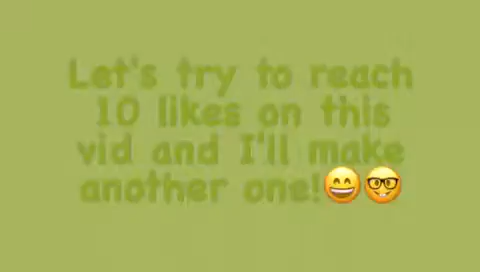 Let's try to reach
10 likes on this
vid and I'll make
another one!😄🤓